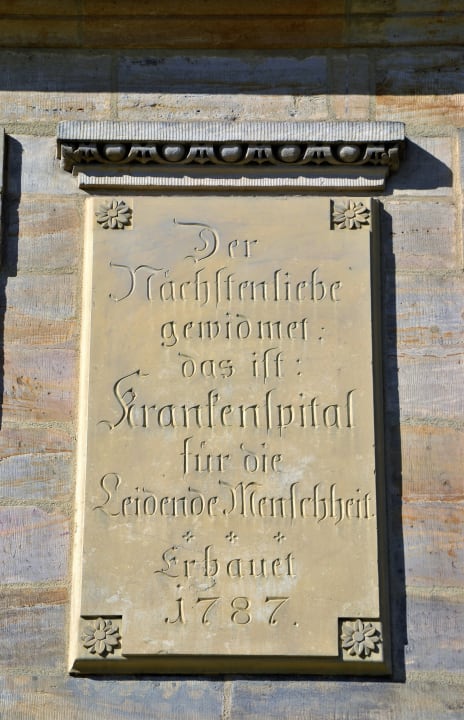 Der
Nächstenliebe
gewidmet:
das ist:
Krankenspital
für die
Leidende Menschheit.
Erbauet
1787.